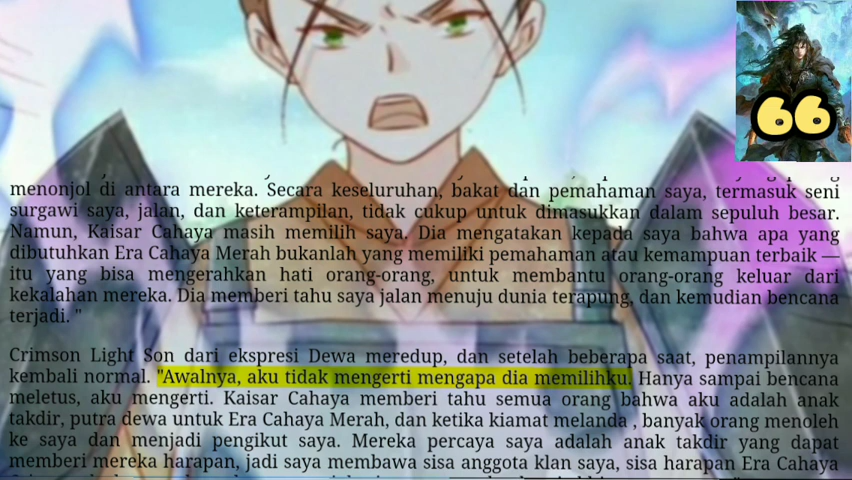 66
menonjol di antara mereka. Secara keseluruhan, bakat dan pemahaman saya, termasuk seni
surgawi saya, jalan, dan keterampilan, tidak cukup untuk dimasukkan dalam sepuluh besar.
Namun, Kaisar Cahaya masih memilih saya. Dia mengatakan kepada saya bahwa apa yang
dibutuhkan Era Cahaya Merah bukanlah yang memiliki pemahaman atau kemampuan terbaik —
itu yang bisa mengerahkan hati orang-orang, untuk membantu orang-orang keluar dari
kekalahan mereka. Dia memberi tahu saya jalan menuju dunia terapung, dan kemudian bencana
terjadi. "
Crimson Light Son dari ekspresi Dewa meredup, dan setelah beberapa saat, penampilannya
kembali normal. "Awalnya, aku tidak mengerti mengapa dia memilihku. Hanya sampai bencana
meletus, aku mengerti. Kaisar Cahaya memberi tahu semua orang bahwa aku adalah anak
takdir, putra dewa untuk Era Cahaya Merah, dan ketika kiamat melanda , banyak orang menoleh
ke saya dan menjadi pengikut saya. Mereka percaya saya adalah anak takdir yang dapat
memberi mereka harapan, jadi saya membawa sisa anggota klan saya, sisa harapan Era Cahaya